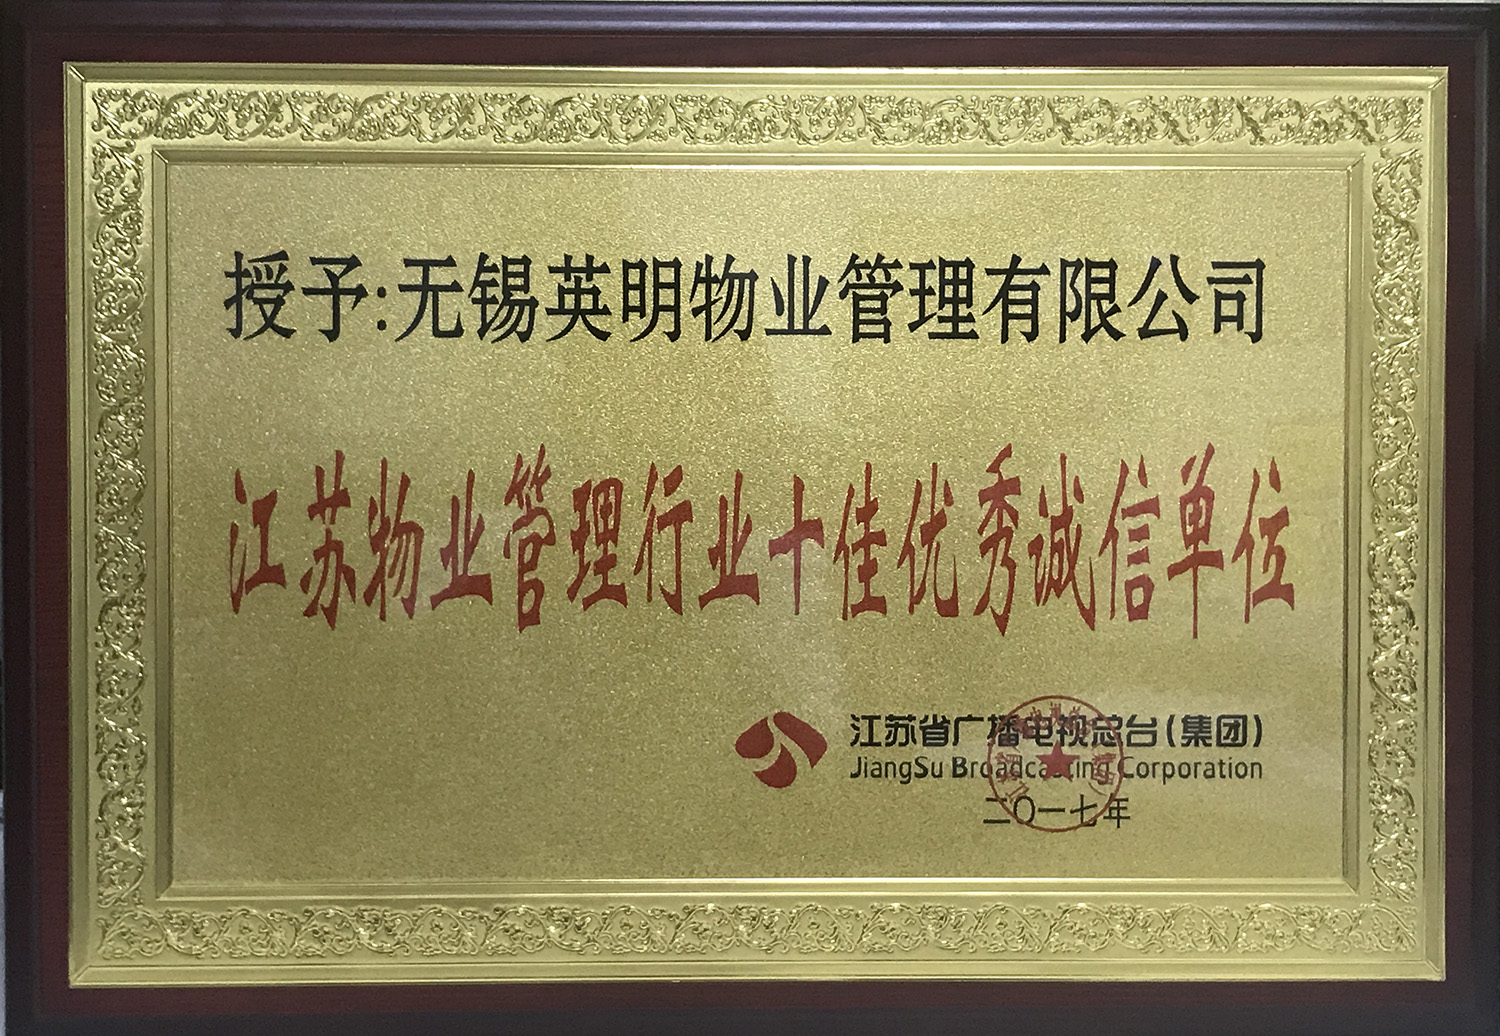 授予:无锡英明物业管理有限公司
江苏物业管理行业十佳优秀诚信单位
江苏省广播电视总台(集团)
JiangSu Broadcasting Corporation
二〇一七年